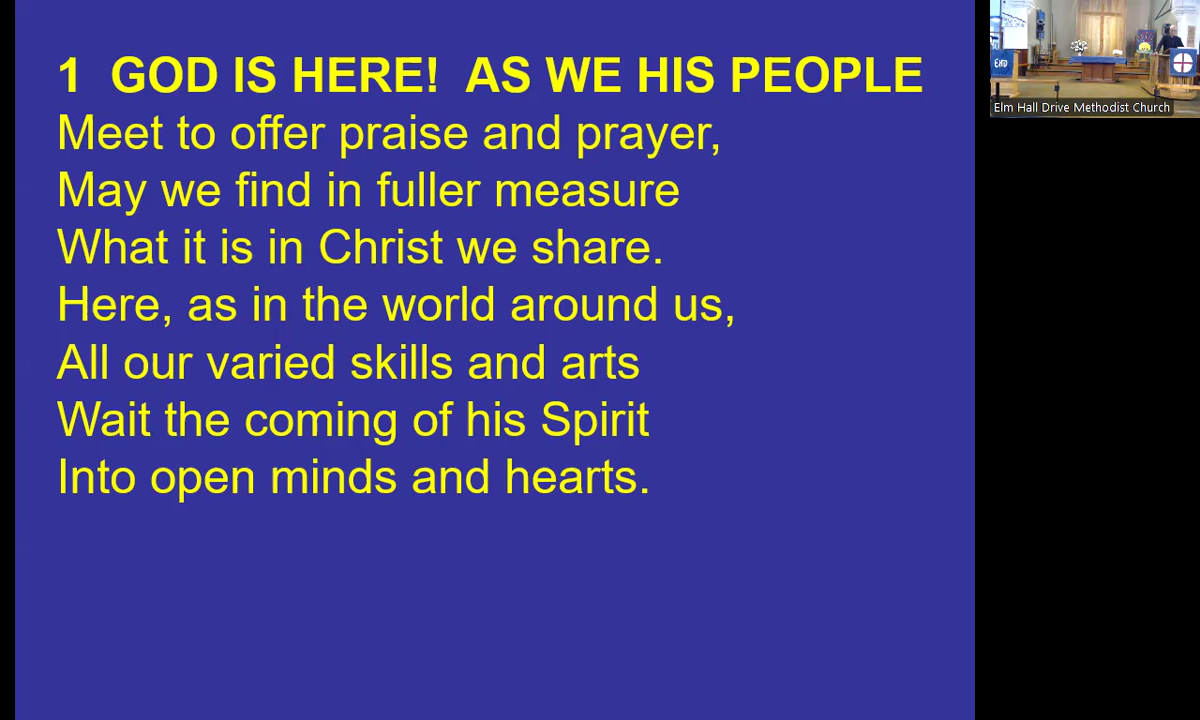 1 GOD IS HERE! AS WE HIS PEOPLE
Meet to offer praise and prayer,
May we find in fuller measure
What it is in Christ we share.
Here, as in the world around us,
All our varied skills and arts
Wait the coming of his Spirit
Into open minds and hearts.
Elm Hall Drive Methodist Church